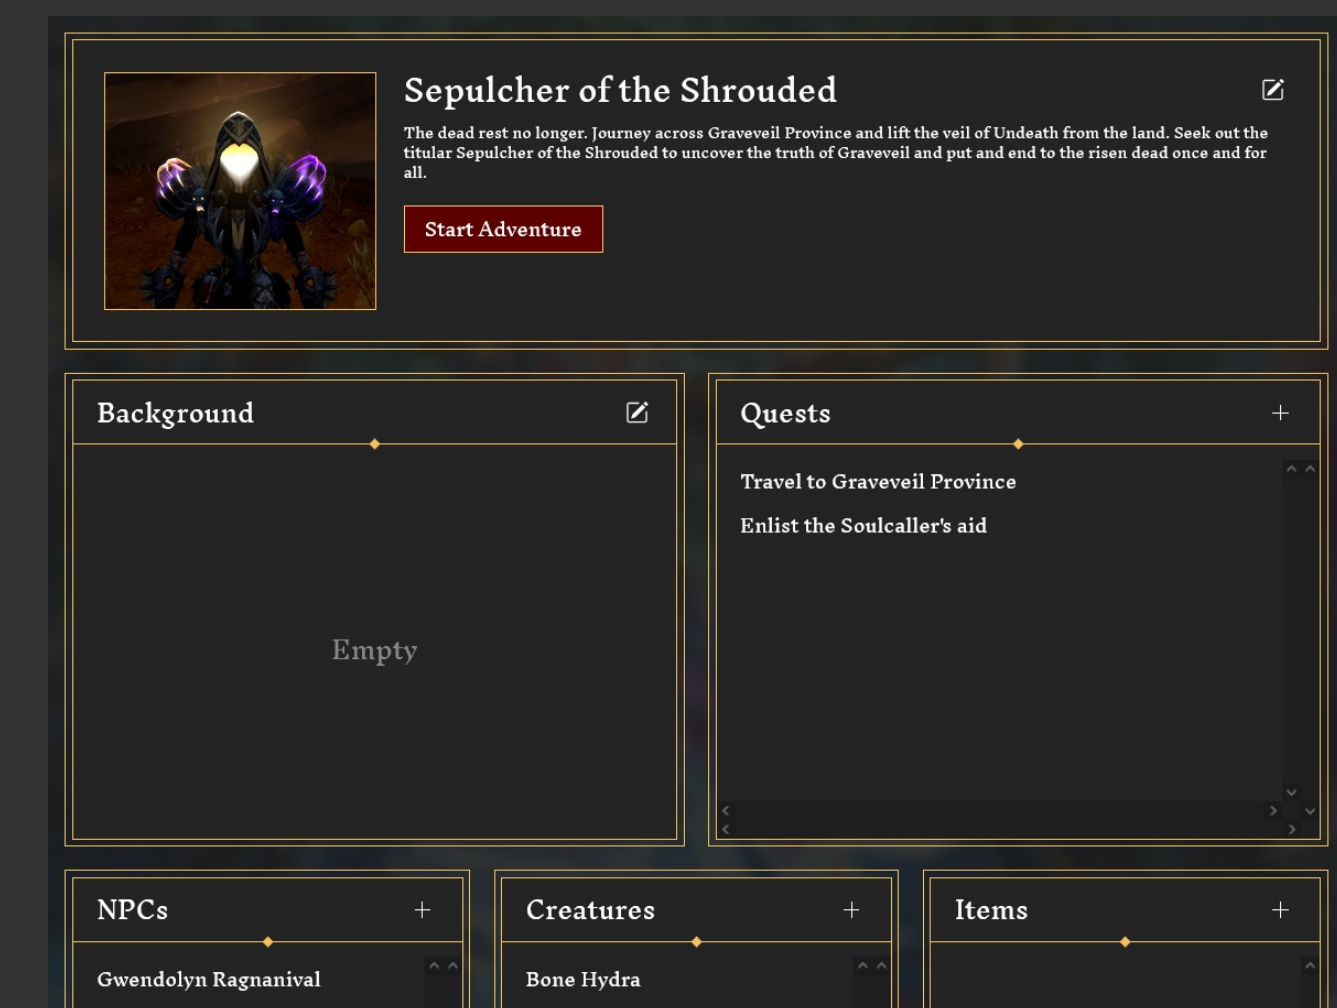 Sepulcher of the Shrouded
The dead rest no longer. Journey across Graveveil Province and lift the veil of Undeath from the land. Seek out the
titular Sepulcher of the Shrouded to uncover the truth of Graveveil and put and end to the risen dead once and for
all.
Start Adventure
Background
Empty
Quests
Travel to Graveveil Province
Enlist the Soulcaller's aid
NPCs
Gwendolyn Ragnanival
Creatures
Bone Hydra
Items